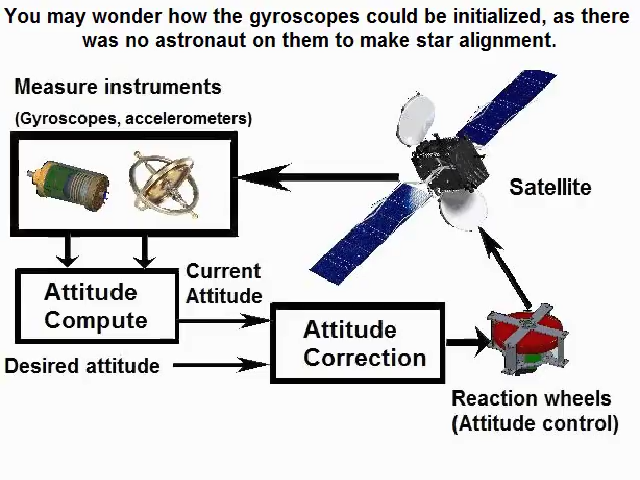 You may wonder how the gyroscopes could be initialized, as there
was no astronaut on them to make star alignment.
Measure instruments
(Gyroscopes, accelerometers)
Satellite
Attitude
Compute
Current
Attitude
Desired attitude
Attitude
Correction
Reaction wheels
(Attitude control)